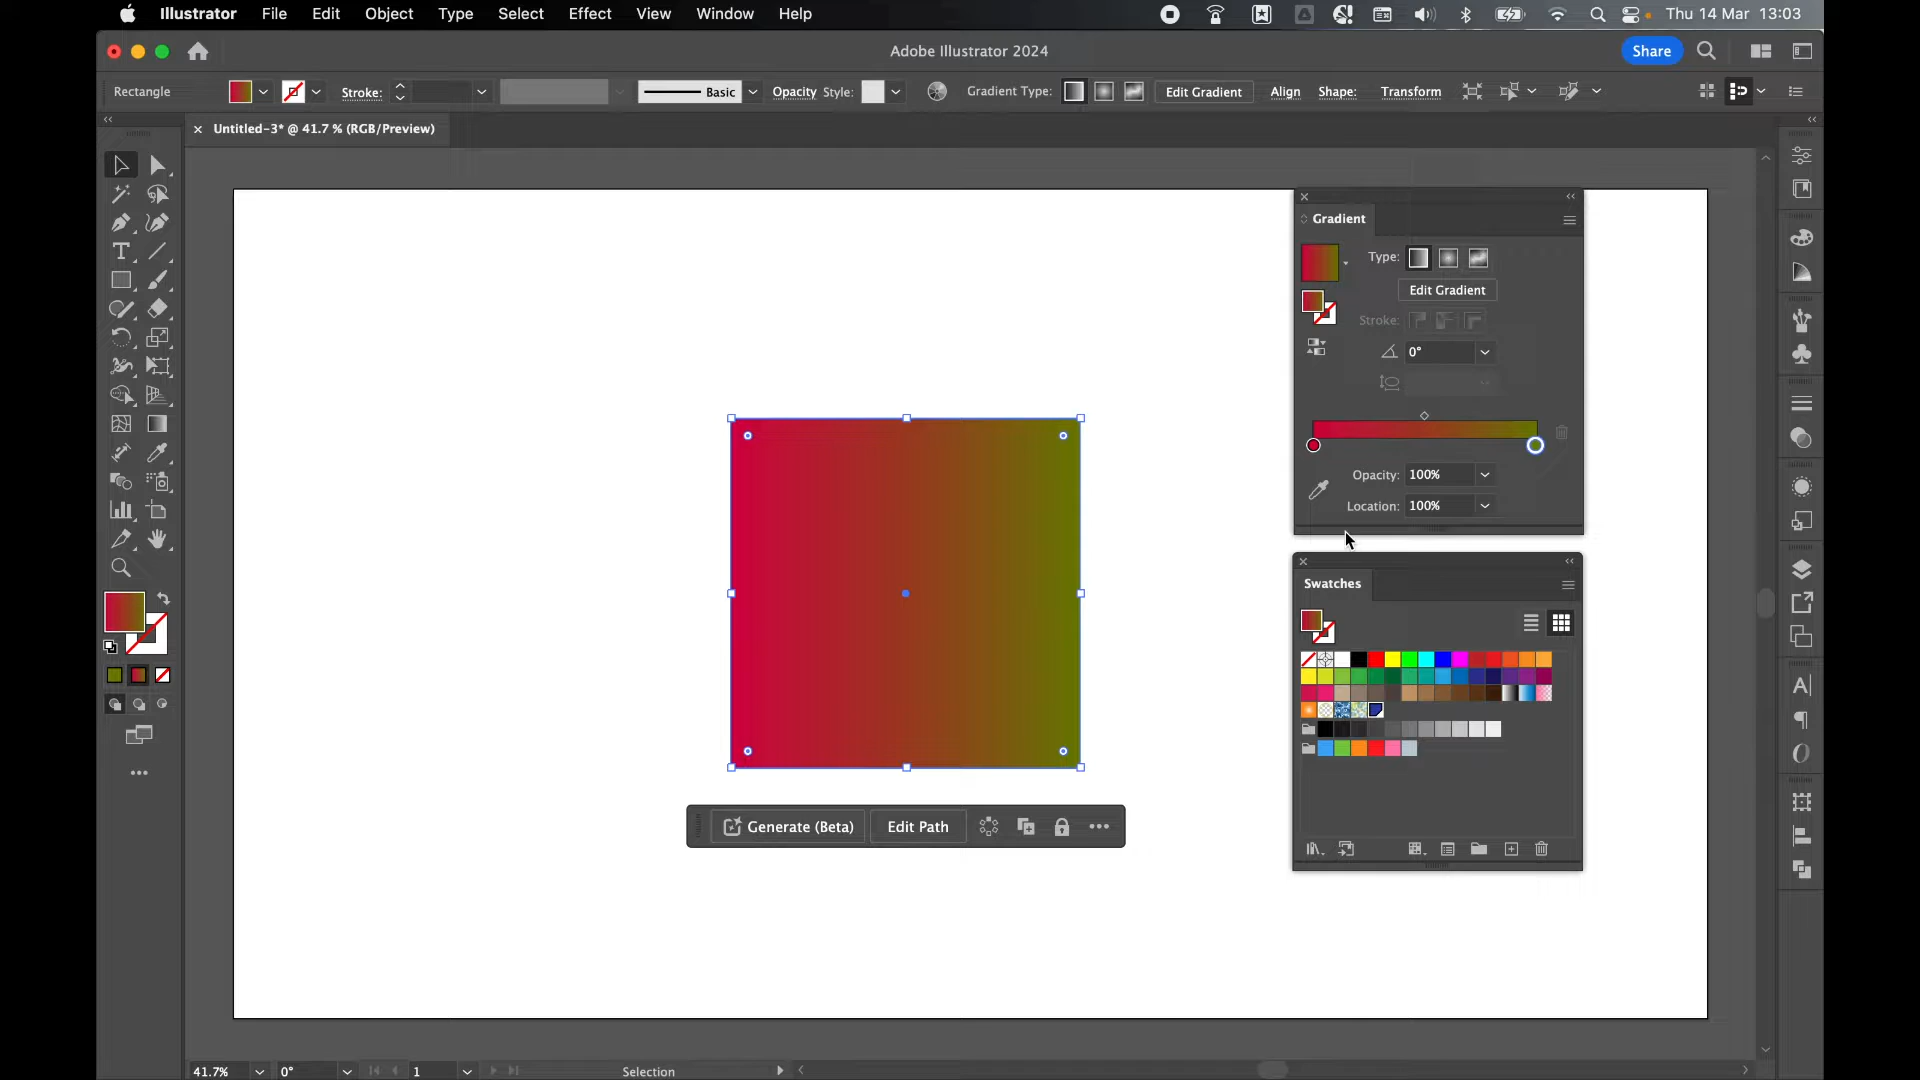 Illustrator File Edit Object Type Select Effect View Window Help Thu 14 Mar 13:03
Adobe Illustrator 2024 Share
Rectangle Stroke: Basic Opacity Style: Gradient Type: Edit Gradient Align Shape: Transform
Untitled-3* @ 41.7 % (RGB/Preview)
Gradient
Type:
Edit Gradient
Stroke:
0°
Opacity: 100%
Location: 100%
Swatches
Generate (Beta) Edit Path
41.7% 0° 1 Selection